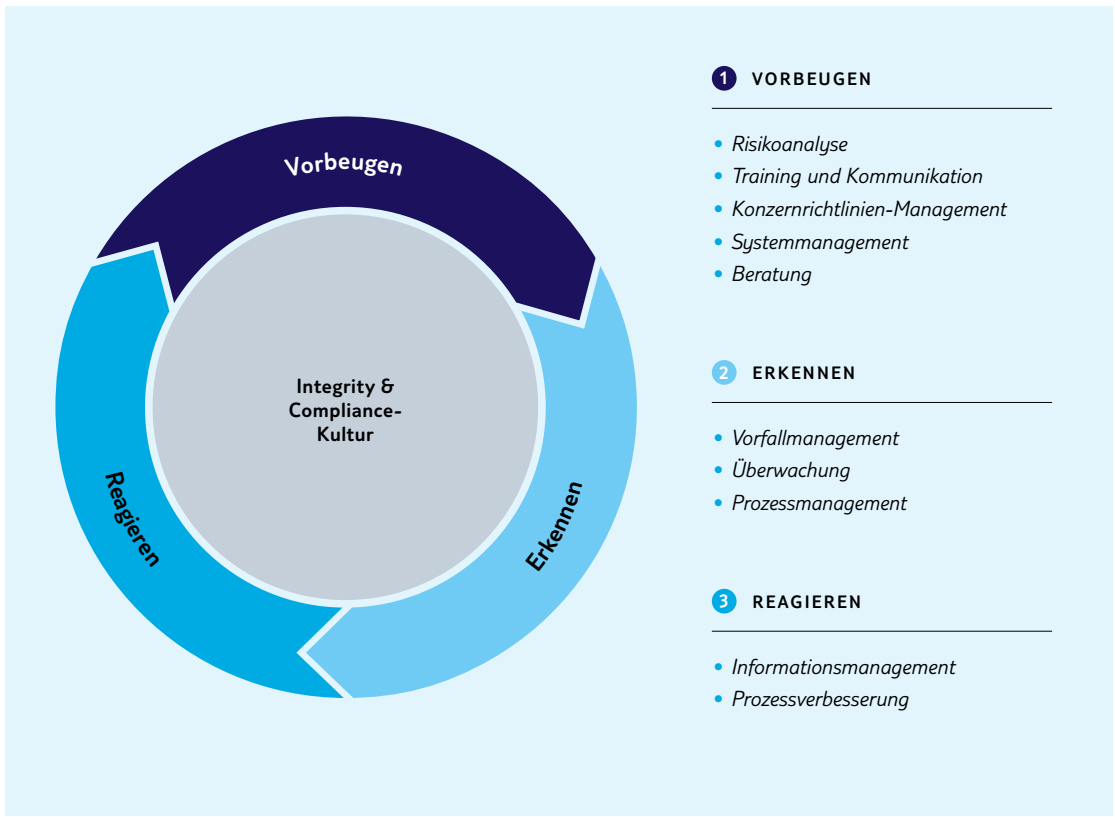 Vorbeugen
Integrity &
Compliance-
Kultur
Reagieren
Erkennen
1 VORBEUGEN
• Risikoanalyse
• Training und Kommunikation
• Konzernrichtlinien-Management
• Systemmanagement
• Beratung
2 ERKENNEN
• Vorfallmanagement
• Überwachung
• Prozessmanagement
3 REAGIEREN
• Informationsmanagement
• Prozessverbesserung